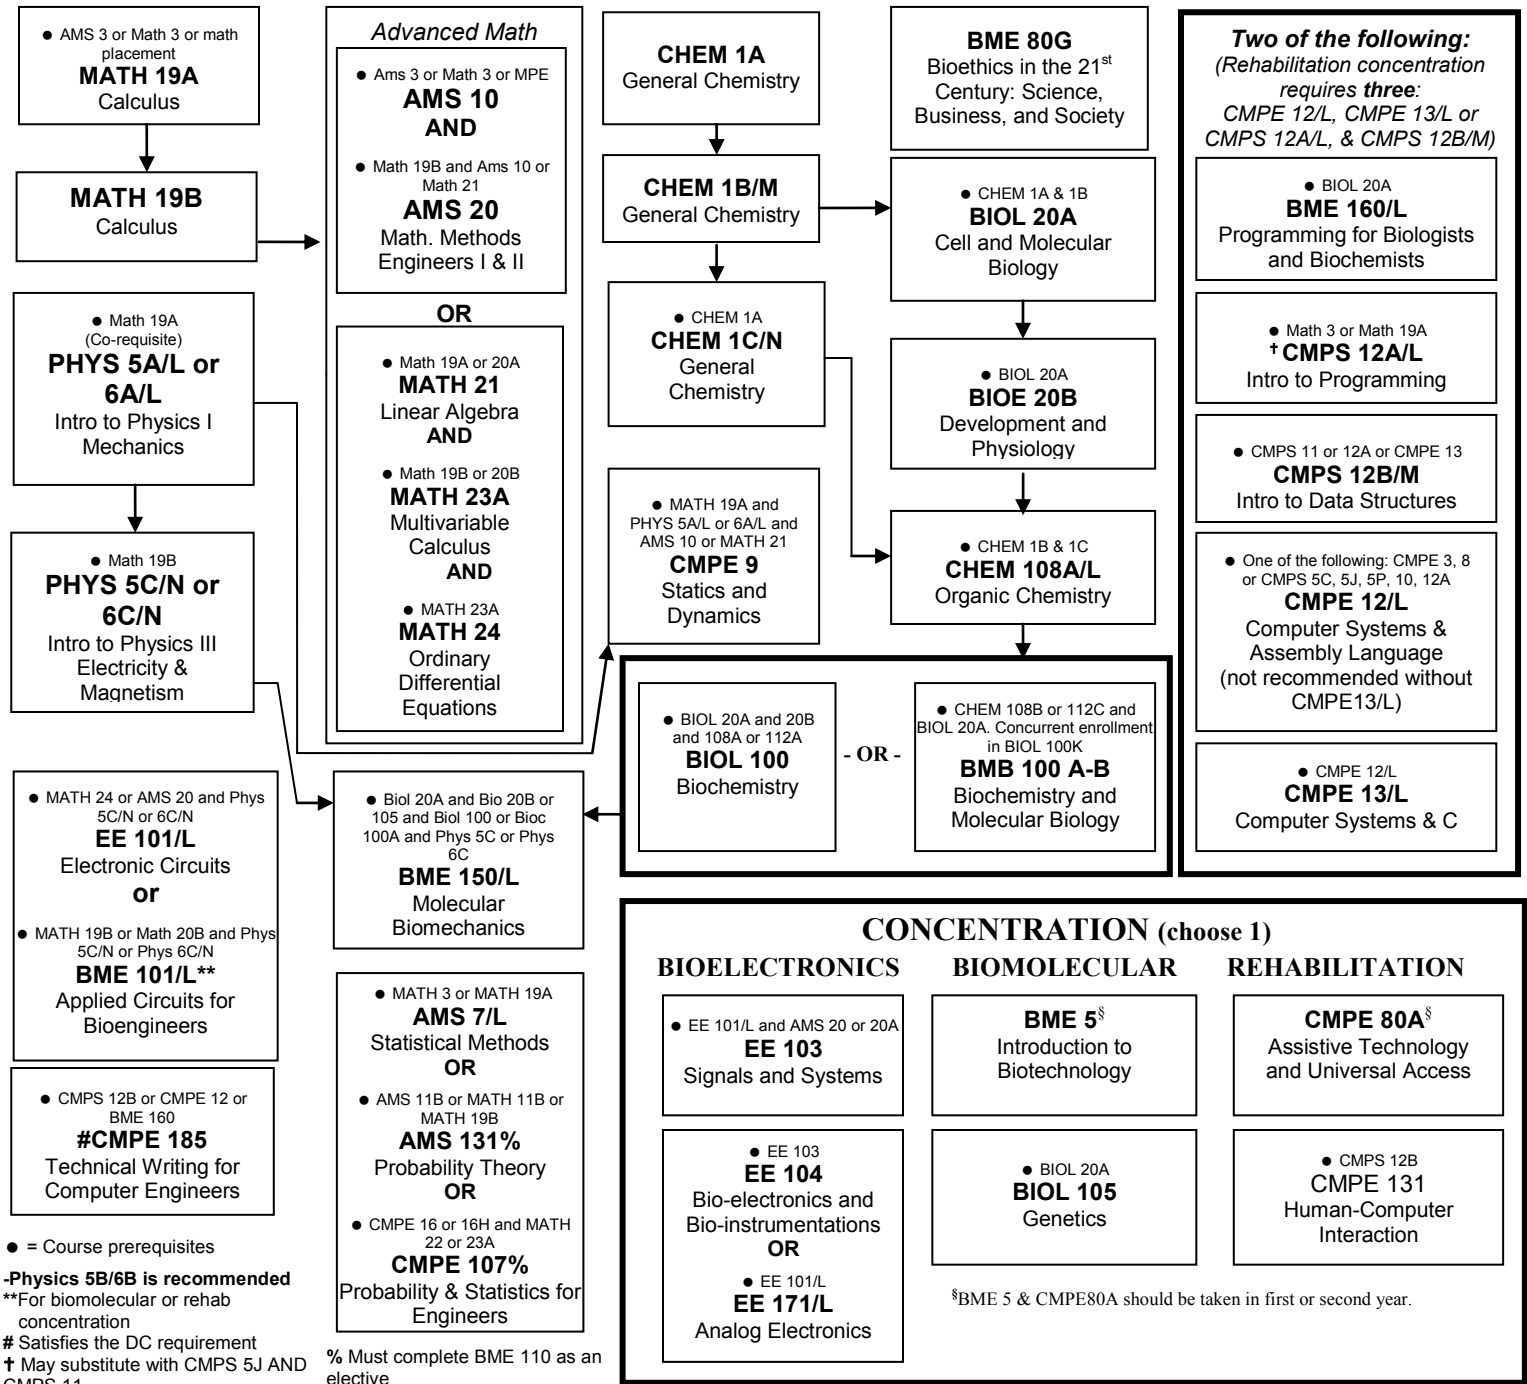 ● AMS 3 or Math 3 or math
placement
MATH 19A
Calculus
MATH 19B
Calculus
● Math 19A
(Co-requisite)
PHYS 5A/L or
6A/L
Intro to Physics I
Mechanics
● Math 19B
PHYS 5C/N or
6C/N
Intro to Physics III
Electricity &
Magnetism
● MATH 24 or AMS 20 and Phys
5C/N or 6C/N
EE 101/L
Electronic Circuits
or
● MATH 19B or Math 20B and Phys
5C/N or Phys 6C/N
BME 101/L**
Applied Circuits for
Bioengineers
● CMPS 12B or CMPE 12 or
BME 160
#CMPE 185
Technical Writing for
Computer Engineers
● = Course prerequisites
-Physics 5B/6B is recommended
**For biomolecular or rehab
concentration
# Satisfies the DC requirement
† May substitute with CMPS 5J AND
CMPS 11
Advanced Math
● Ams 3 or Math 3 or MPE
AMS 10
AND
● Math 19B and Ams 10 or
Math 21
AMS 20
Math. Methods
Engineers I & II
OR
● Math 19A or 20A
MATH 21
Linear Algebra
AND
● Math 19B or 20B
MATH 23A
Multivariable
Calculus
AND
● MATH 23A
MATH 24
Ordinary
Differential
Equations
● Biol 20A and Bio 20B or
105 and Biol 100 or Bioc
100A and Phys 5C or Phys
6C
BME 150/L
Molecular
Biomechanics
● MATH 3 or MATH 19A
AMS 7/L
Statistical Methods
OR
● AMS 11B or MATH 11B or
MATH 19B
AMS 131%
Probability Theory
OR
● CMPE 16 or 16H and MATH
22 or 23A
CMPE 107%
Probability & Statistics for
Engineers
% Must complete BME 110 as an
elective
CHEM 1A
General Chemistry
CHEM 1B/M
General Chemistry
● CHEM 1A
CHEM 1C/N
General
Chemistry
● MATH 19A and
PHYS 5A/L or 6A/L and
AMS 10 or MATH 21
CMPE 9
Statics and
Dynamics
BME 80G
Bioethics in the 21st
Century: Science,
Business, and Society
● CHEM 1A & 1B
BIOL 20A
Cell and Molecular
Biology
● BIOL 20A
BIOE 20B
Development and
Physiology
● CHEM 1B & 1C
CHEM 108A/L
Organic Chemistry
● BIOL 20A and 20B
and 108A or 112A
BIOL 100
Biochemistry
- OR -
● CHEM 108B or 112C and
BIOL 20A. Concurrent enrollment
in BIOL 100K
BMB 100 A-B
Biochemistry and
Molecular Biology
Two of the following:
(Rehabilitation concentration
requires three:
CMPE 12/L, CMPE 13/L or
CMPS 12A/L, & CMPS 12B/M)
● BIOL 20A
BME 160/L
Programming for Biologists
and Biochemists
● Math 3 or Math 19A
†CMPS 12A/L
Intro to Programming
● CMPS 11 or 12A or CMPE 13
CMPS 12B/M
Intro to Data Structures
● One of the following: CMPE 3, 8
or CMPS 5C, 5J, 5P, 10, 12A
CMPE 12/L
Computer Systems &
Assembly Language
(not recommended without
CMPE13/L)
● CMPE 12/L
CMPE 13/L
Computer Systems & C
CONCENTRATION (choose 1)
BIOELECTRONICS
● EE 101/L and AMS 20 or 20A
EE 103
Signals and Systems
● EE 103
EE 104
Bio-electronics and
Bio-instrumentations
OR
● EE 101/L
EE 171/L
Analog Electronics
BIOMOLECULAR
BME 5§
Introduction to
Biotechnology
● BIOL 20A
BIOL 105
Genetics
REHABILITATION
CMPE 80A§
Assistive Technology
and Universal Access
● CMPS 12B
CMPE 131
Human-Computer
Interaction
§BME 5 & CMPE80A should be taken in first or second year.